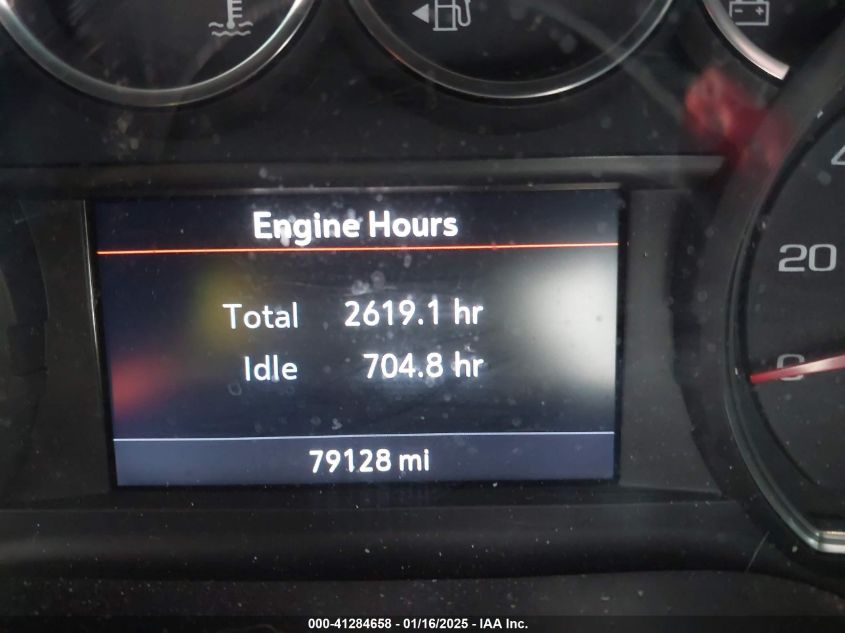 Engine Hours
Total 2619.1 hr
Idle 704.8 hr
79128 mi
20
0
000-41284658 - 01/16/2025 - IAA Inc.